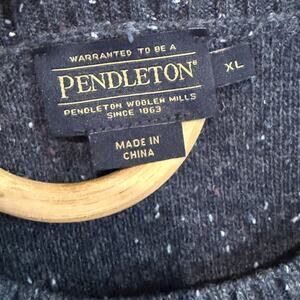 WARRANTED TO BE A
PENDLETON®
XL
PENDLETON WOOLEN MILLS
SINCE 1863
MADE IN
CHINA